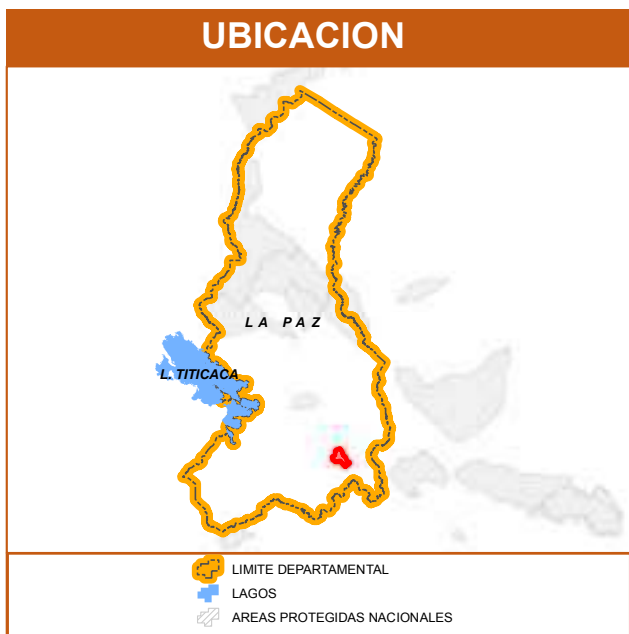 UBICACION
L A P A Z
L. TITICACA
LIMITE DEPARTAMENTAL
LAGOS
AREAS PROTEGIDAS NACIONALES